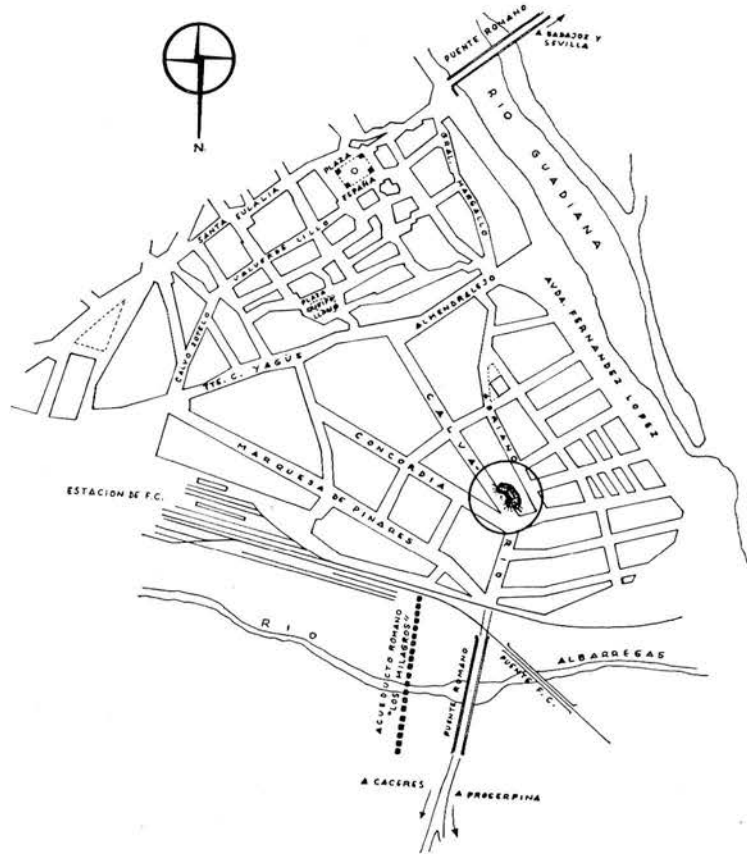 PUENTE ROMANO
A BADAJOZ Y
SEVILLA
N.
RIO GUADIANA
PLAZA
ESPAÑA
GRAL. MARGALLO
SANTA EULALIA
VALVERDE LILLO
PLAZA
ALMENDRALEJO
AVDA. FERNANDEZ LOPEZ
CALVO SOTELO
TTE. C. YAGÜE
CONCORDIA
MARQUESA DE PINARES
ESTACION DE F.C.
RIO
RIO
ALBARREGAS
ACUEDUCTO ROMANO
"LOS MILAGROS"
PUENTE ROMANO
PUENTE F.C.
A CACERES
A PROSERPINA